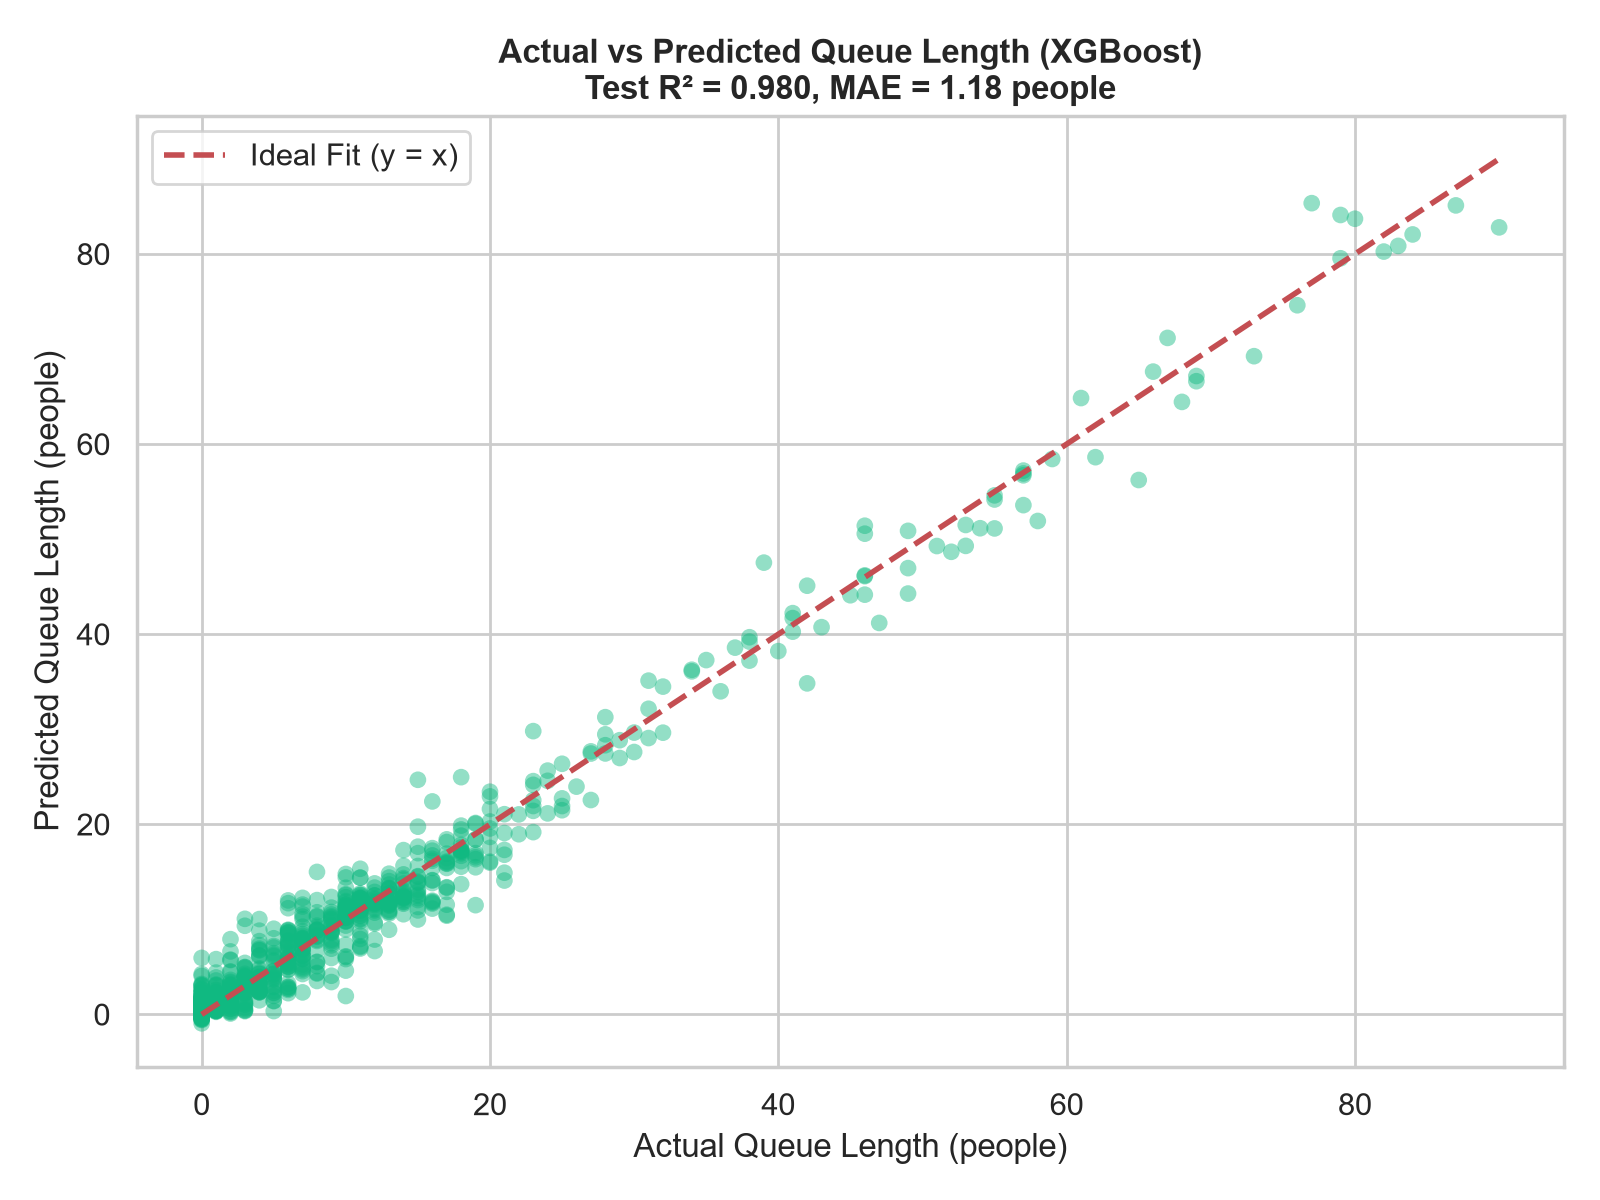 Actual vs Predicted Queue Length (XGBoost)
Test R² = 0.980, MAE = 1.18 people
Ideal Fit (y = x)
Predicted Queue Length (people)
80
60
40
20
0
0 20 40 60 80
Actual Queue Length (people)